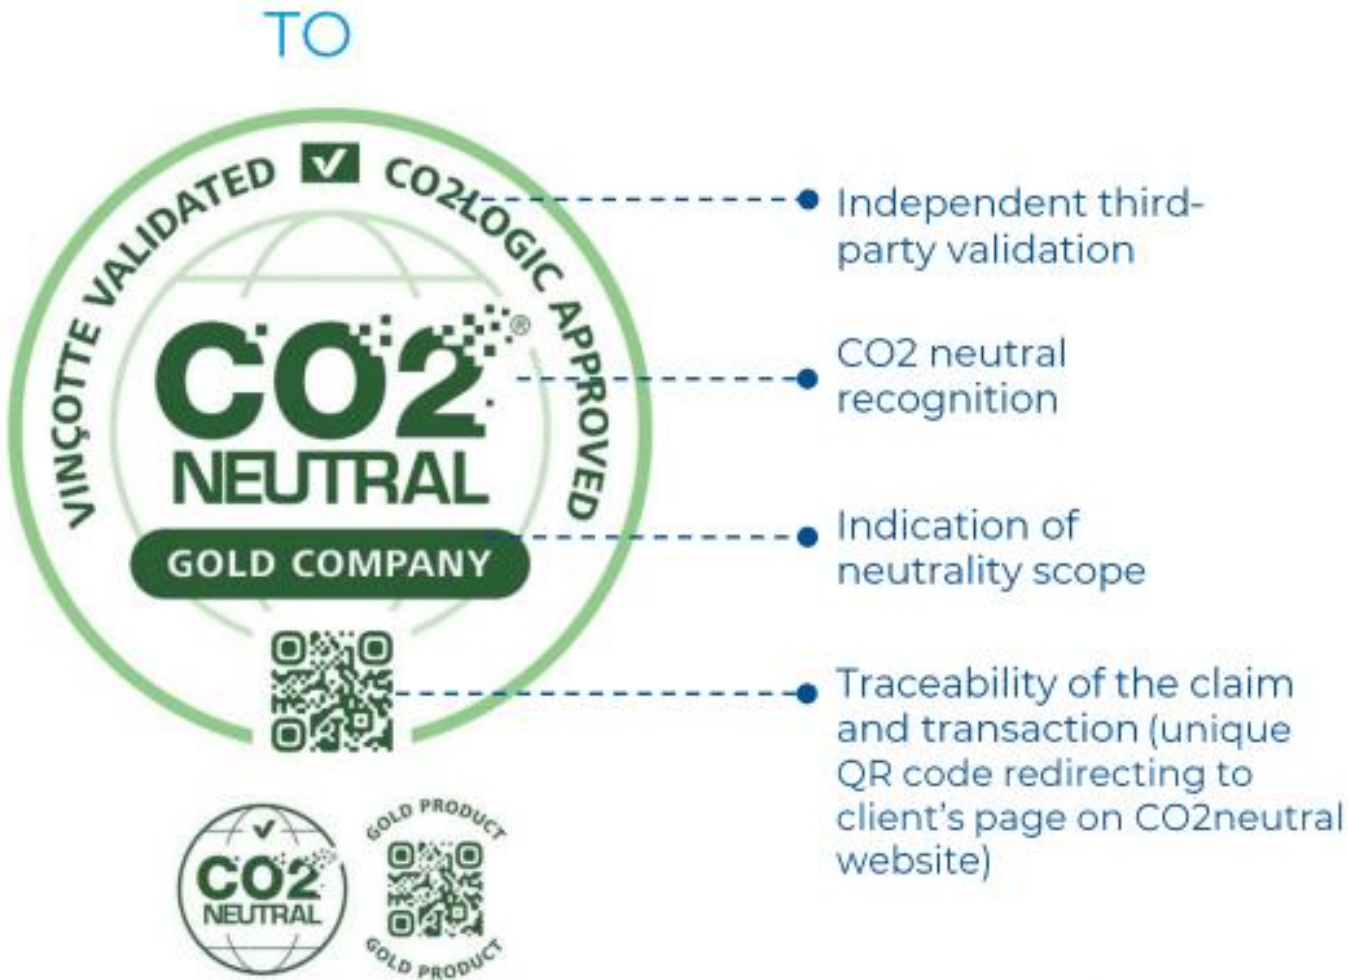 TO
VINÇOTTE VALIDATED
CO2LOGIC APPROVED
CO2®
NEUTRAL
GOLD COMPANY
Independent third-
party validation
CO2 neutral
recognition
Indication of
neutrality scope
Traceability of the claim
and transaction (unique
QR code redirecting to
client's page on CO2neutral
website)
CO2
NEUTRAL
GOLD PRODUCT
GOLD PRODUCT